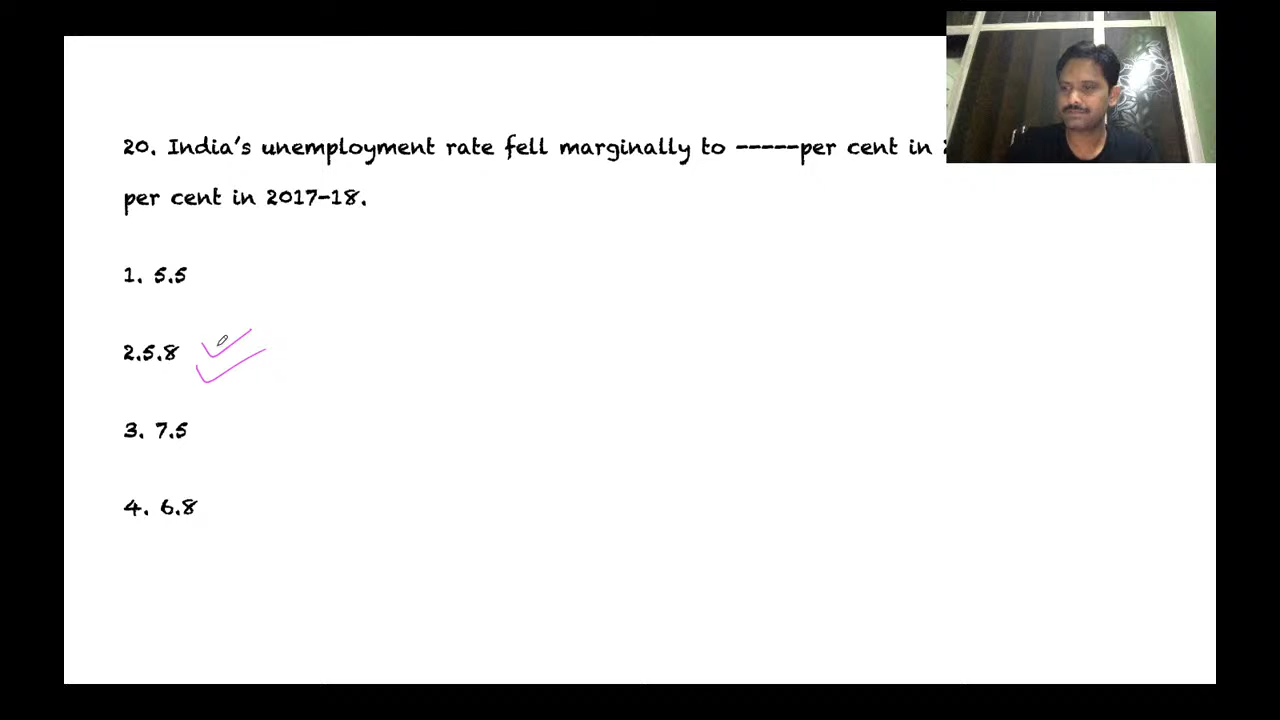 20. India's unemployment rate fell marginally to -----per cent in
per cent in 2017-18.
1. 5.5
2.5.8
3. 7.5
4. 6.8